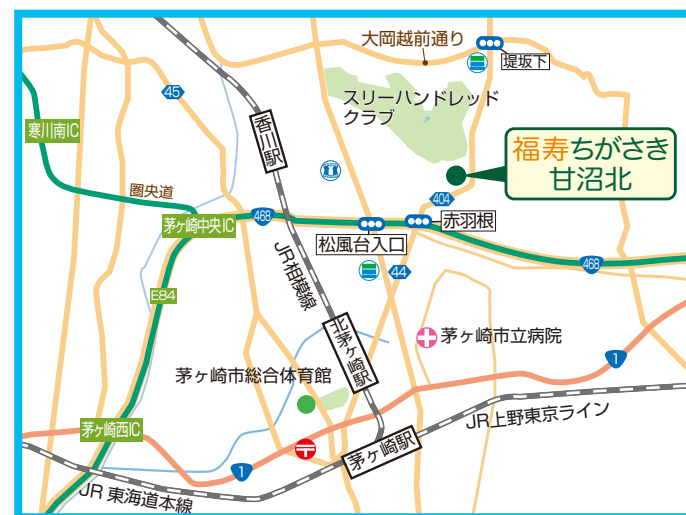 大岡越前通り
堤坂下
45
スリーハンドレッド
クラブ
寒川南IC
香川駅
福寿ちがさき
甘沼北
圏央道
404
茅ヶ崎中央IC
468
赤羽根
松風台入口
468
44
JR相模線
E84
北茅ヶ崎駅
茅ヶ崎市立病院
1
茅ヶ崎市総合体育館
JR上野東京ライン
茅ヶ崎西IC
茅ヶ崎駅
1
JR 東海道本線